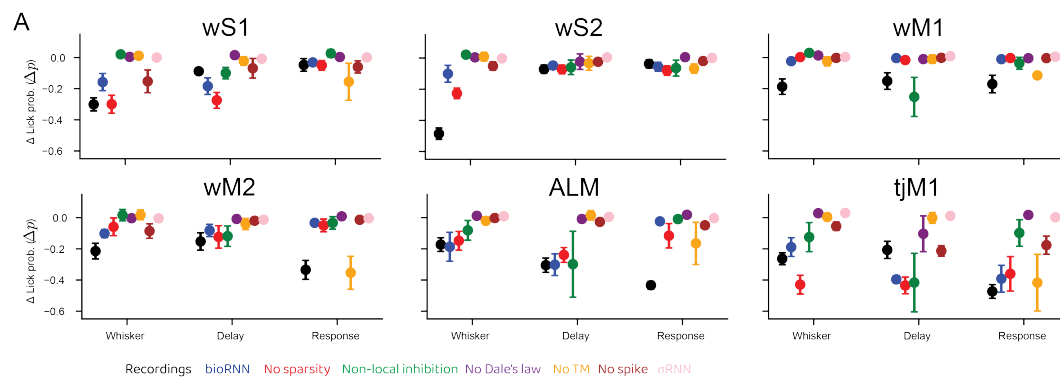 A
wS1
wS2
wM1
Δ Lick prob. (Δp)
0.0
−0.2
−0.4
−0.6
wM2
ALM
tjM1
Δ Lick prob. (Δp)
0.0
−0.2
−0.4
−0.6
Whisker Delay Response
Whisker Delay Response
Whisker Delay Response
Recordings bioRNN No sparsity Non-local inhibition No Dale's law No TM No spike σRNN